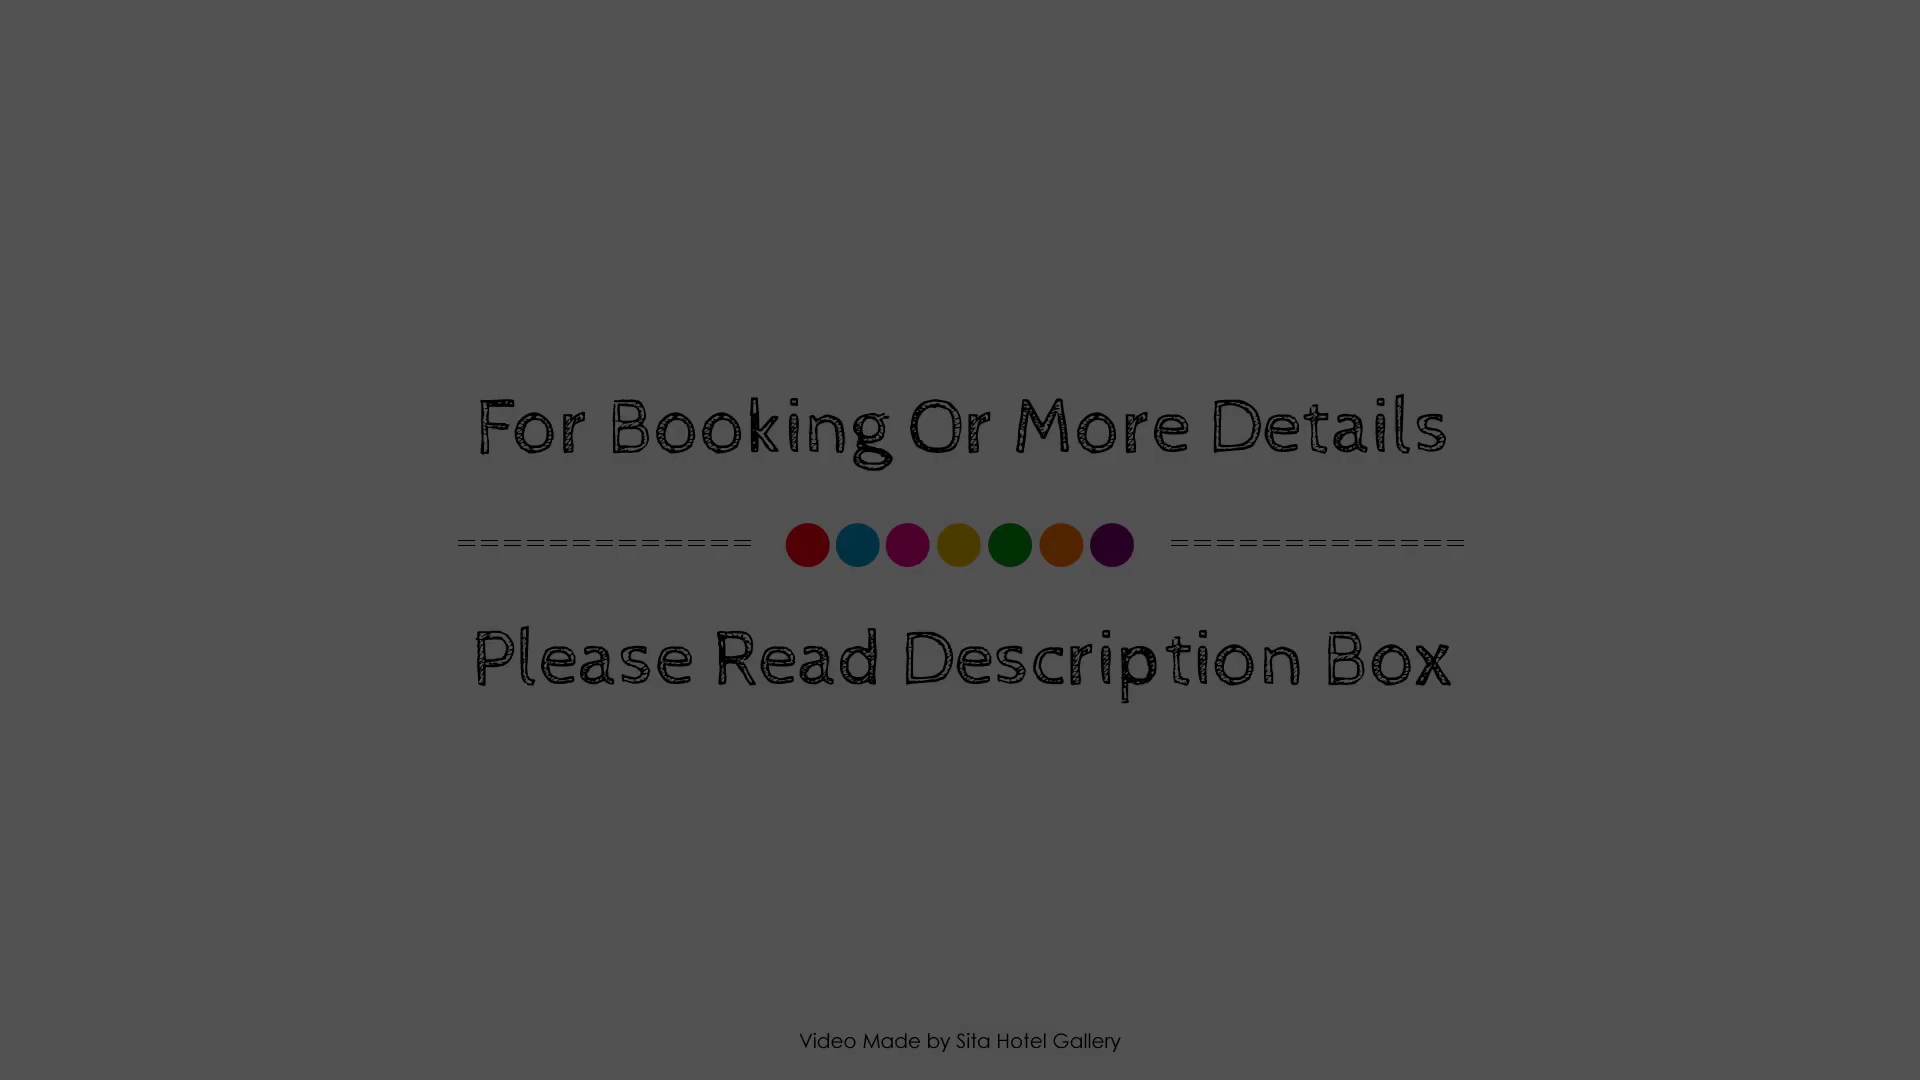 For Booking Or More Details
============= =============
Please Read Description Box
Video Made by Sita Hotel Gallery